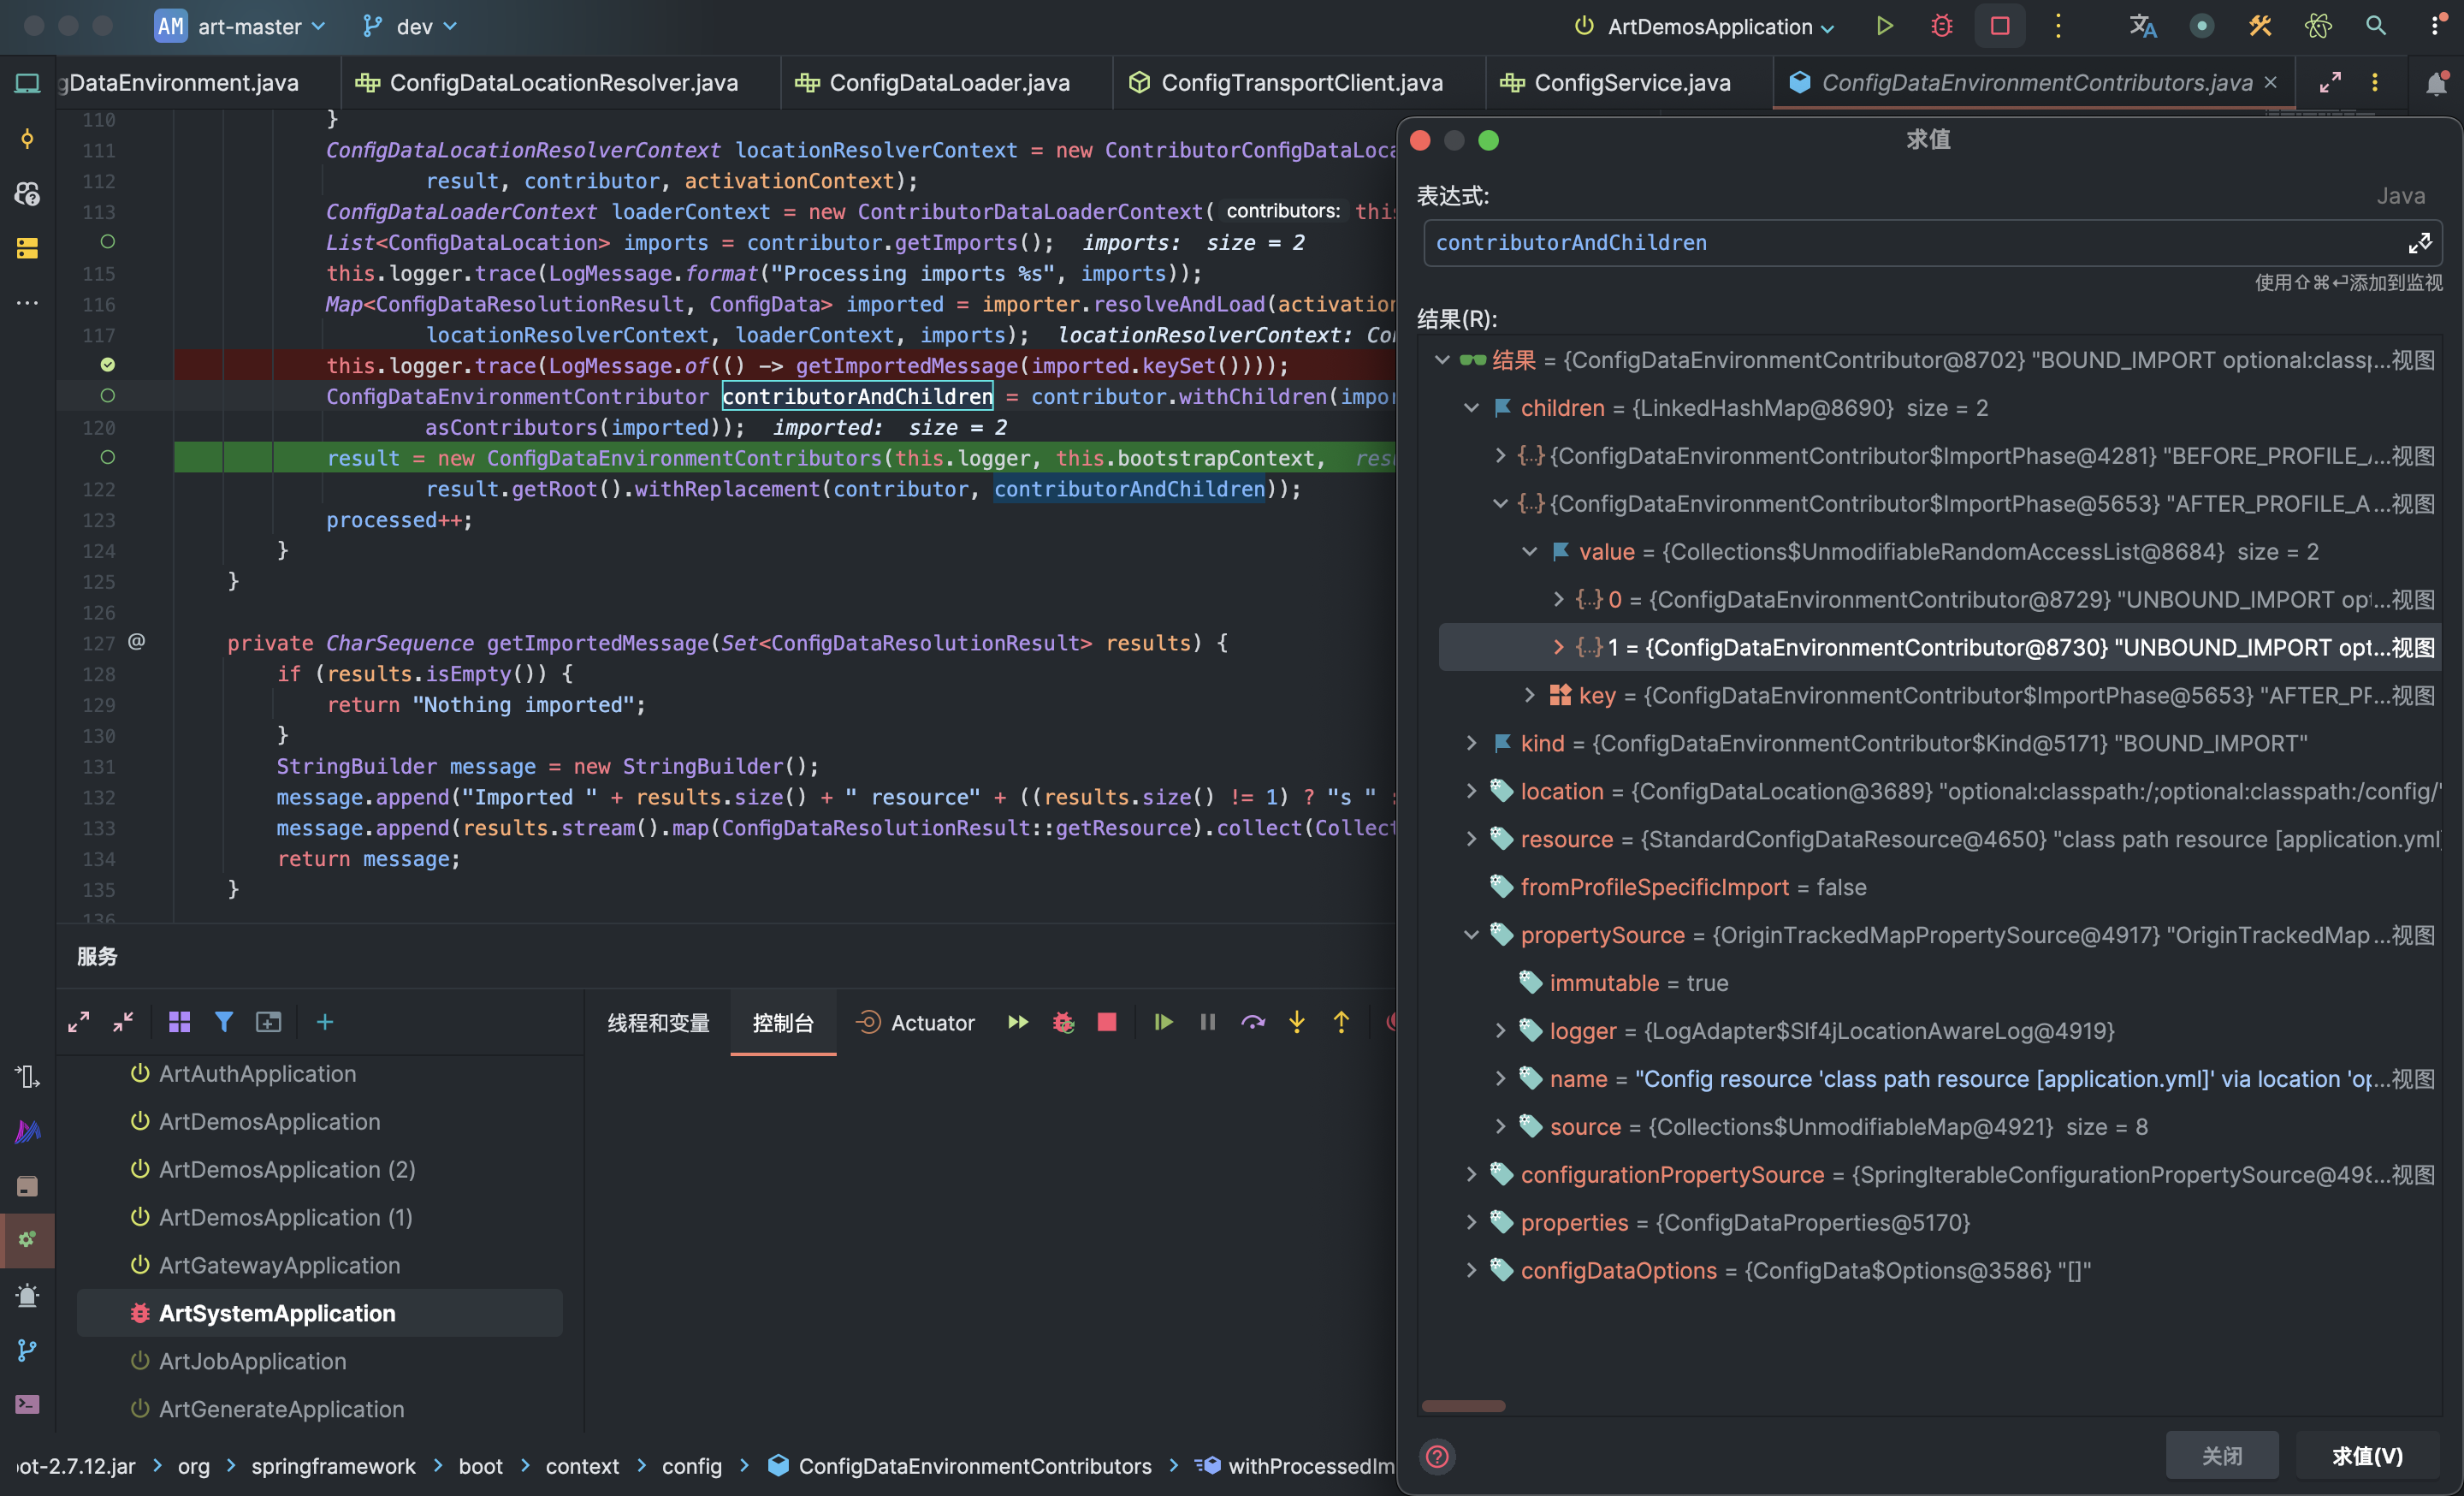 AM art-master dev ArtDemosApplication
gDataEnvironment.java ConfigDataLocationResolver.java ConfigDataLoader.java ConfigTransportClient.java ConfigService.java ConfigDataEnvironmentContributors.java
110 }
111 ConfigDataLocationResolverContext locationResolverContext = new ContributorConfigDataLoca
112 result, contributor, activationContext);
113 ConfigDataLoaderContext loaderContext = new ContributorDataLoaderContext( contributors: this
List<ConfigDataLocation> imports = contributor.getImports(); imports: size = 2
115 this.logger.trace(LogMessage.format("Processing imports %s", imports));
116 Map<ConfigDataResolutionResult, ConfigData> imported = importer.resolveAndLoad(activation
117 locationResolverContext, loaderContext, imports); locationResolverContext: Co
this.logger.trace(LogMessage.of(() -> getImportedMessage(imported.keySet())));
ConfigDataEnvironmentContributor contributorAndChildren = contributor.withChildren(impor
120 asContributors(imported)); imported: size = 2
result = new ConfigDataEnvironmentContributors(this.logger, this.bootstrapContext, res
122 result.getRoot().withReplacement(contributor, contributorAndChildren));
123 processed++;
124 }
125 }
126
127 @ private CharSequence getImportedMessage(Set<ConfigDataResolutionResult> results) {
128 if (results.isEmpty()) {
129 return "Nothing imported";
130 }
131 StringBuilder message = new StringBuilder();
132 message.append("Imported " + results.size() + " resource" + ((results.size() != 1) ? "s " :
133 message.append(results.stream().map(ConfigDataResolutionResult::getResource).collect(Collect
134 return message;
135 }
136
求值
表达式: Java
contributorAndChildren
使用⇧⌘⏎添加到监视
结果(R):
结果 = {ConfigDataEnvironmentContributor@8702} "BOUND_IMPORT optional:classp...视图
children = {LinkedHashMap@8690} size = 2
{...} {ConfigDataEnvironmentContributor$ImportPhase@4281} "BEFORE_PROFILE_A...视图
{...} {ConfigDataEnvironmentContributor$ImportPhase@5653} "AFTER_PROFILE_A...视图
value = {Collections$UnmodifiableRandomAccessList@8684} size = 2
{...} 0 = {ConfigDataEnvironmentContributor@8729} "UNBOUND_IMPORT opt...视图
{...} 1 = {ConfigDataEnvironmentContributor@8730} "UNBOUND_IMPORT opt...视图
key = {ConfigDataEnvironmentContributor$ImportPhase@5653} "AFTER_PF...视图
kind = {ConfigDataEnvironmentContributor$Kind@5171} "BOUND_IMPORT"
location = {ConfigDataLocation@3689} "optional:classpath:/;optional:classpath:/config/"
resource = {StandardConfigDataResource@4650} "class path resource [application.yml]
fromProfileSpecificImport = false
propertySource = {OriginTrackedMapPropertySource@4917} "OriginTrackedMap...视图
immutable = true
logger = {LogAdapter$Slf4jLocationAwareLog@4919}
name = "Config resource 'class path resource [application.yml]' via location 'op...视图
source = {Collections$UnmodifiableMap@4921} size = 8
configurationPropertySource = {SpringIterableConfigurationPropertySource@498...视图
properties = {ConfigDataProperties@5170}
configDataOptions = {ConfigData$Options@3586} "[]"
关闭 求值(V)
服务
线程和变量 控制台 Actuator
ArtAuthApplication
ArtDemosApplication
ArtDemosApplication (2)
ArtDemosApplication (1)
ArtGatewayApplication
ArtSystemApplication
ArtJobApplication
ArtGenerateApplication
ot-2.7.12.jar > org > springframework > boot > context > config > ConfigDataEnvironmentContributors > withProcessedIm